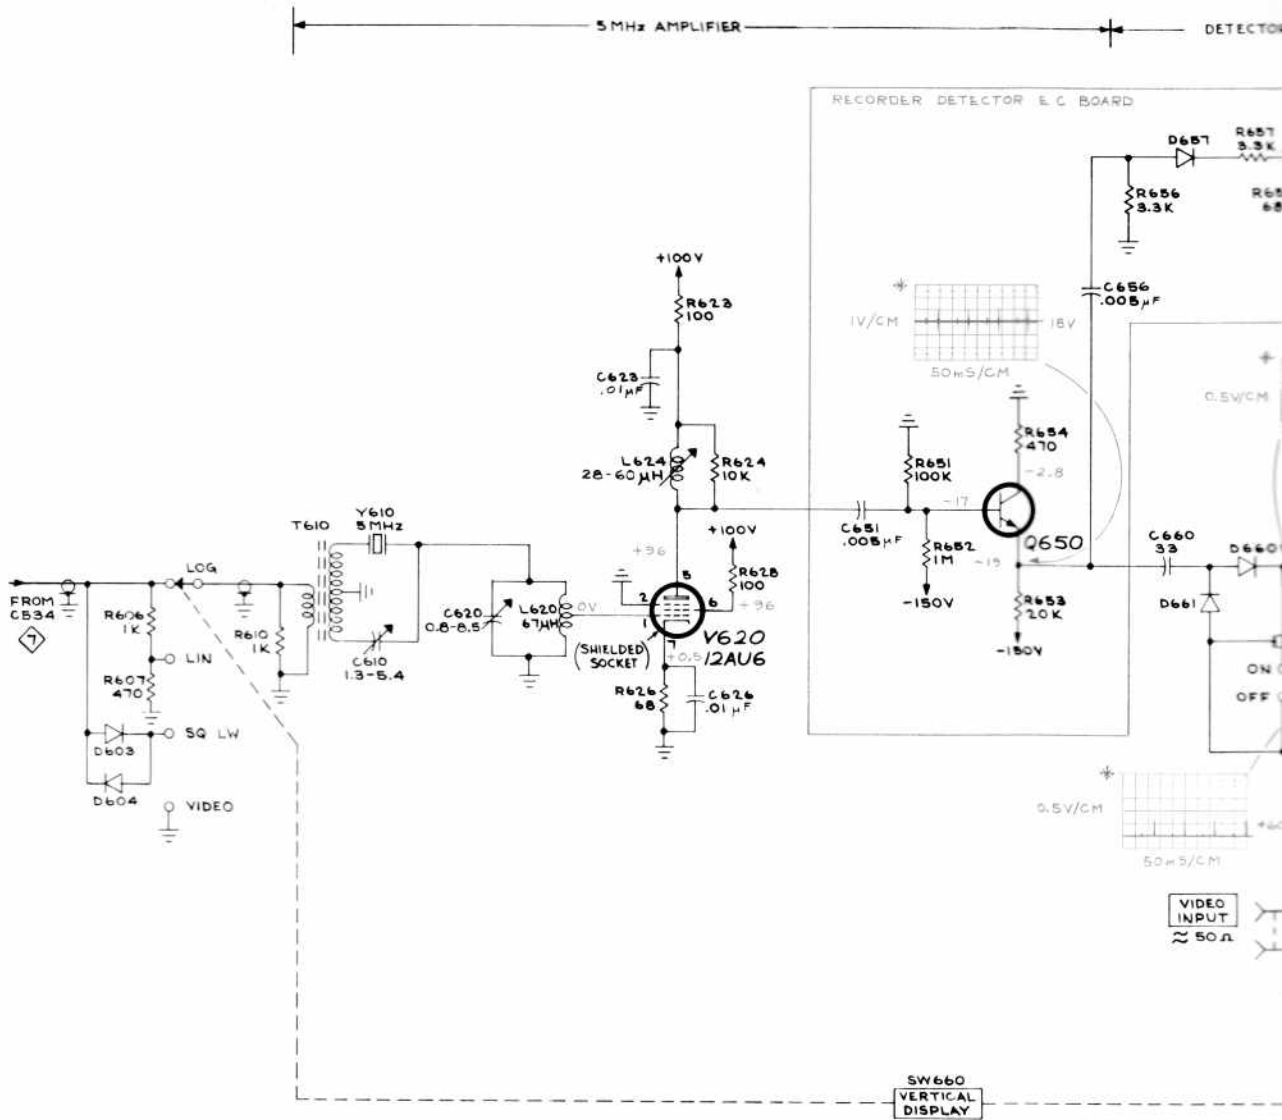 5 MHz AMPLIFIER
DETECTOR
RECORDER DETECTOR E.C. BOARD
D657
R657
3.3K
R656
3.3K
+100V
R623
100
C656
.005µF
1V/CM
-18V
50mS/CM
C623
.01µF
0.5V/CM
R654
470
L624
28-60µH
R624
10K
R651
100K
-2.8
-17
Y610
5MHz
T610
+100V
C651
.005µF
Q650
C660
33
+96
R652
1M
-19
LOG
R628
100
D660
FROM
C534
7
R606
1K
R610
1K
C620
0.8-8.5
L620
67µH
0V
2
1
5
6
7
+96
-150V
R653
20K
D661
(SHIELDED
SOCKET)
V620
12AU6
+0.5
-150V
LIN
C610
1.3-5.4
R607
470
R626
68
C626
.01µF
ON
OFF
SQ LW
D603
D604
VIDEO
0.5V/CM
50mS/CM
VIDEO
INPUT
≈ 50Ω
SW660
VERTICAL
DISPLAY